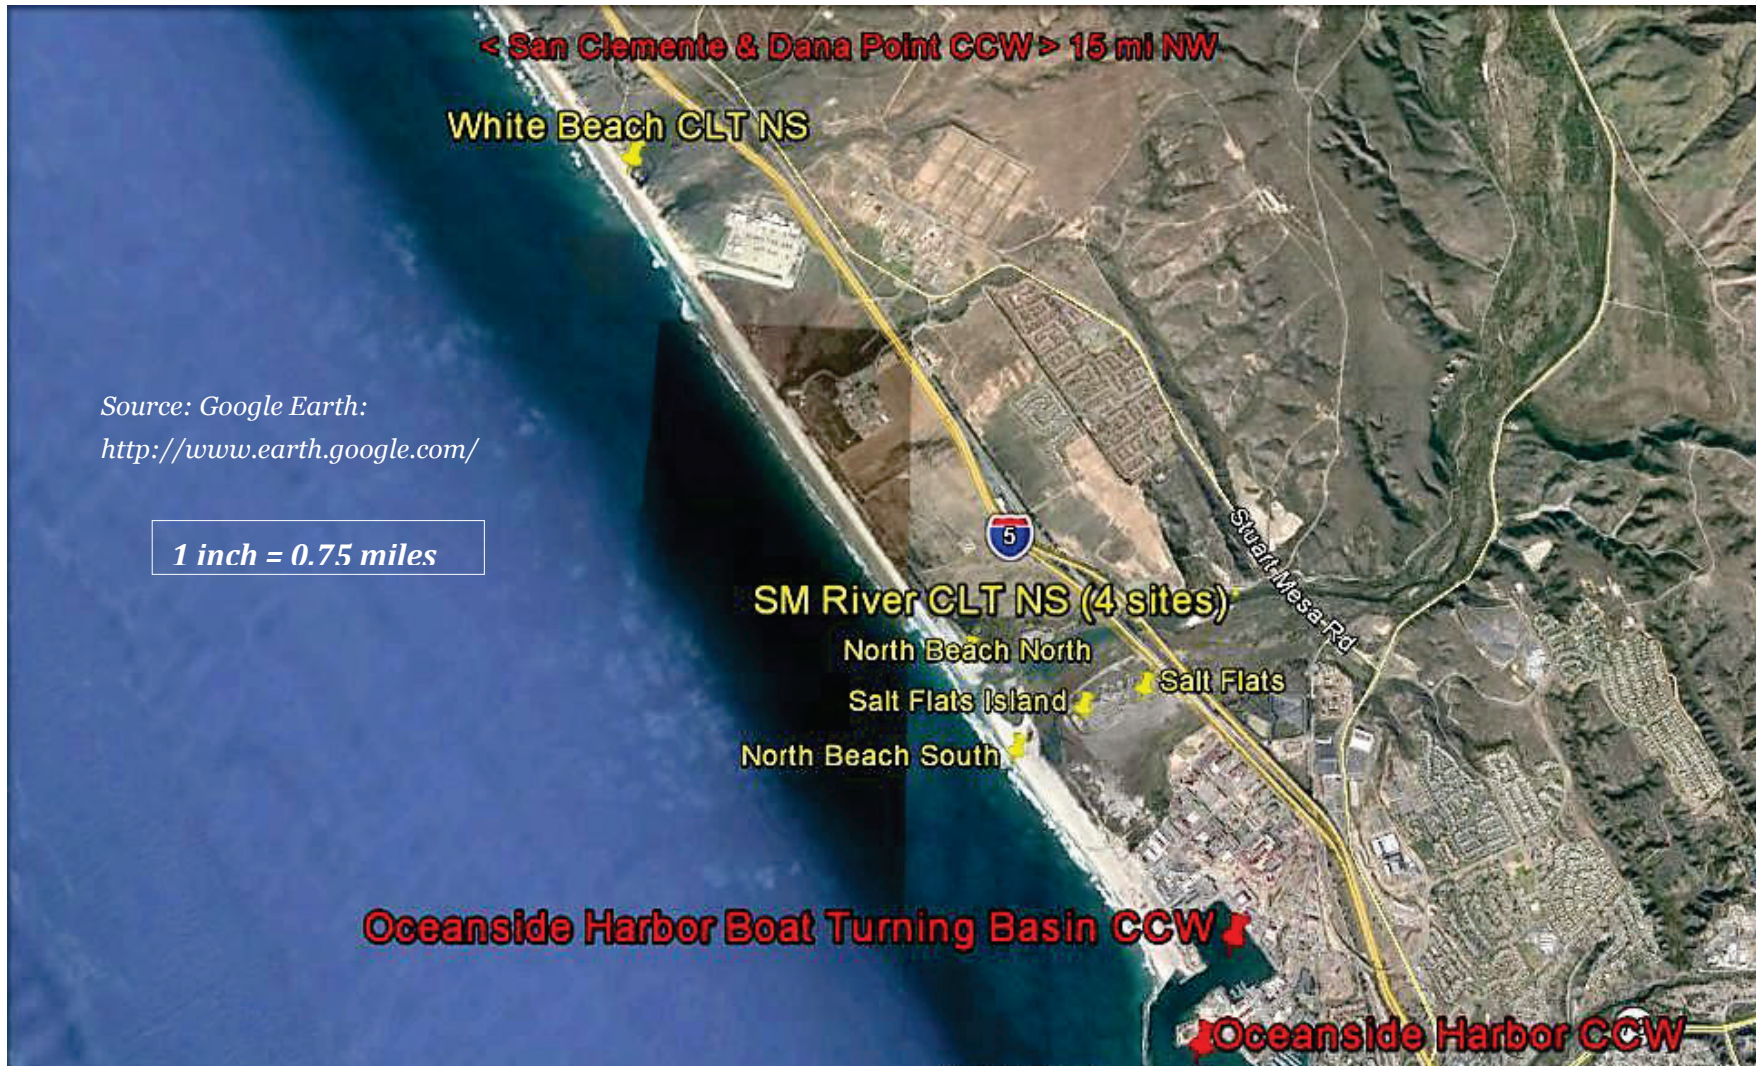 < San Clemente & Dana Point CCW > 15 mi NW
White Beach CLT NS
Source: Google Earth:
http://www.earth.google.com/
1 inch = 0.75 miles
5
Stuart Mesa Rd
SM River CLT NS (4 sites)
North Beach North
Salt Flats
Salt Flats Island
North Beach South
Oceanside Harbor Boat Turning Basin CCW
Oceanside Harbor CCW